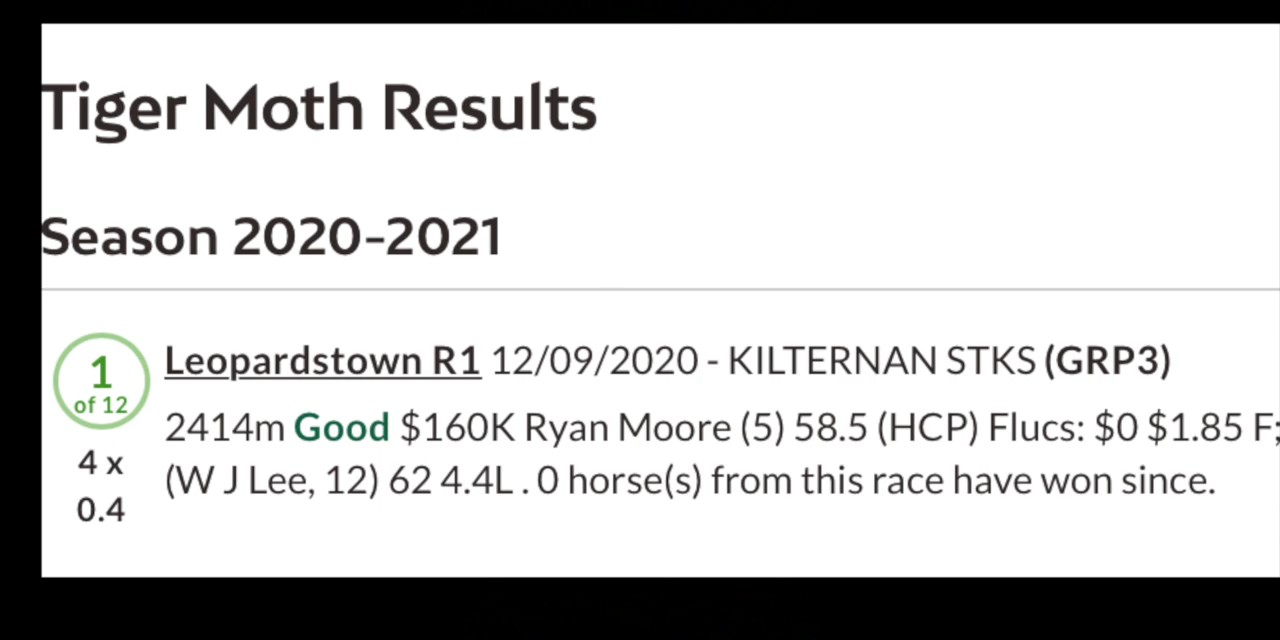 Tiger Moth Results
Season 2020-2021
1
of 12
4 x
0.4
Leopardstown R1 12/09/2020 - KILTERNAN STKS (GRP3)
2414m Good $160K Ryan Moore (5) 58.5 (HCP) Flucs: $0 $1.85 F;
(W J Lee, 12) 62 4.4L . 0 horse(s) from this race have won since.